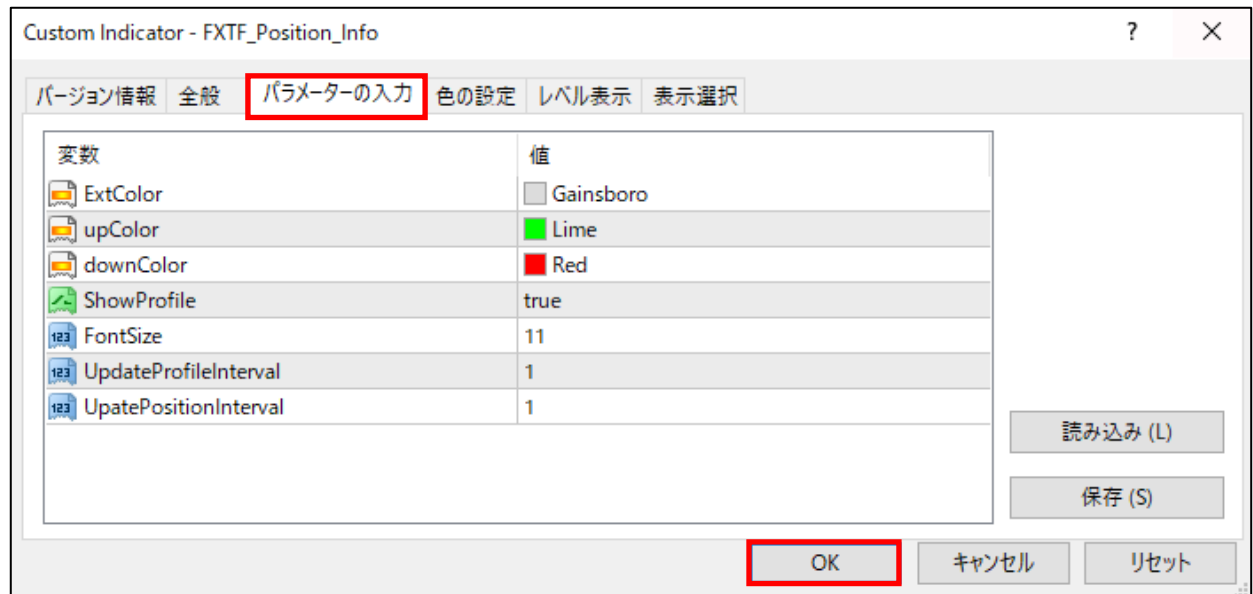 Custom Indicator - FXTF_Position_Info ? ×
バージョン情報 全般 パラメーターの入力 色の設定 レベル表示 表示選択
変数 値
ExtColor Gainsboro
upColor Lime
downColor Red
ShowProfile true
123 FontSize 11
123 UpdateProfileInterval 1
123 UpatePositionInterval 1
読み込み (L)
保存 (S)
OK キャンセル リセット